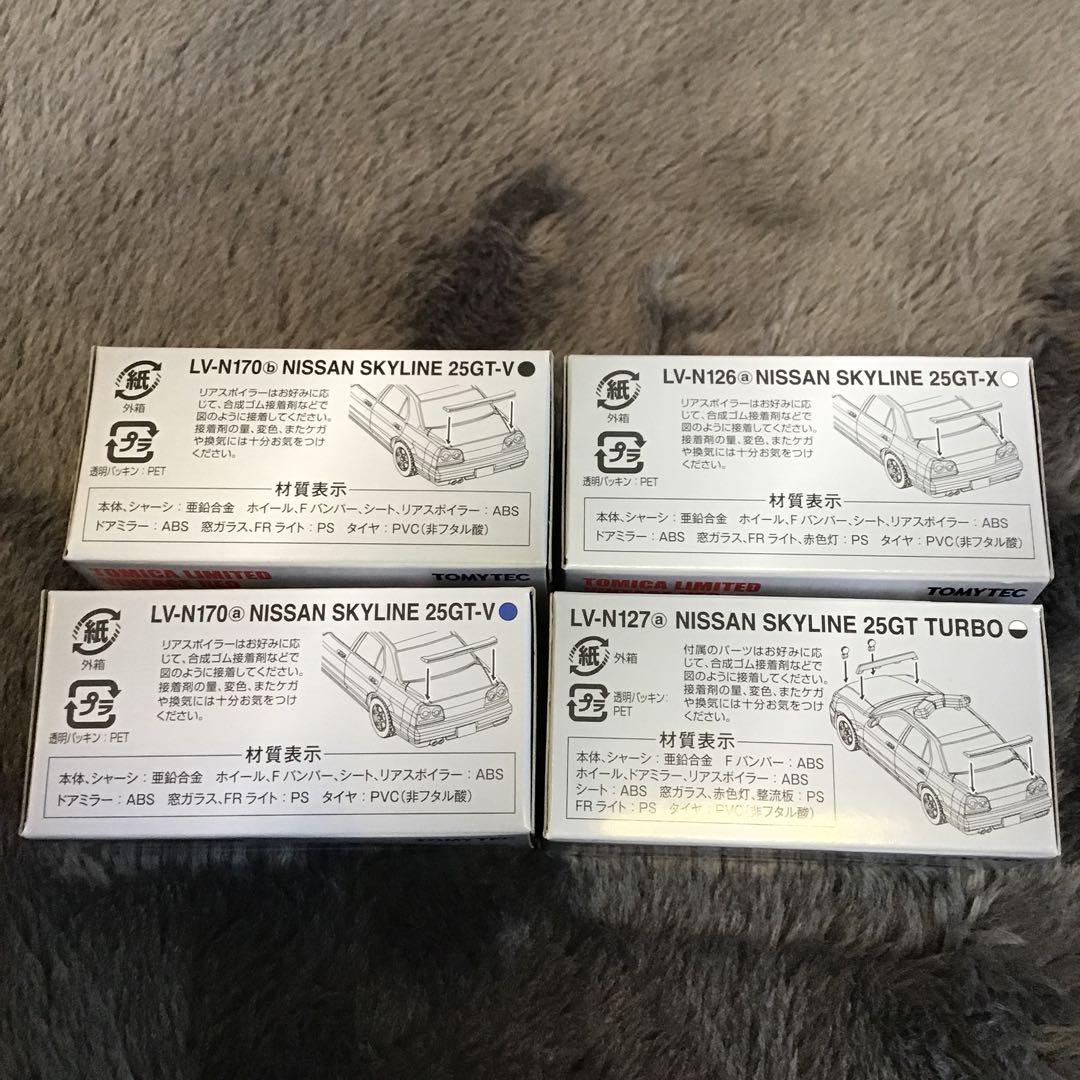 LV-N170ⓑ NISSAN SKYLINE 25GT-V
紙
外箱
プラ
透明パッキン：PET
リアスポイラーはお好みに応
じて、合成ゴム接着剤などで
図のように接着してください。
接着剤の量、変色、またケガ
や換気には十分お気をつけ
ください。
材質表示
本体、シャーシ：亜鉛合金　ホイール、Fバンパー、シート、リアスポイラー：ABS
ドアミラー：ABS　窓ガラス、FRライト：PS　タイヤ：PVC（非フタル酸）
TOMICA LIMITED
TOMYTEC
LV-N126ⓐ NISSAN SKYLINE 25GT-X
紙
外箱
プラ
透明パッキン：PET
リアスポイラーはお好みに応
じて、合成ゴム接着剤などで
図のように接着してください。
接着剤の量、変色、またケガ
や換気には十分お気をつけ
ください。
材質表示
本体、シャーシ：亜鉛合金　ホイール、Fバンパー、シート、リアスポイラー：ABS
ドアミラー：ABS　窓ガラス、FRライト、赤色灯：PS　タイヤ：PVC（非フタル酸）
TOMICA LIMITED
TOMYTEC
LV-N170ⓐ NISSAN SKYLINE 25GT-V
紙
外箱
プラ
透明パッキン：PET
リアスポイラーはお好みに応
じて、合成ゴム接着剤などで
図のように接着してください。
接着剤の量、変色、またケガ
や換気には十分お気をつけ
ください。
材質表示
本体、シャーシ：亜鉛合金　ホイール、Fバンパー、シート、リアスポイラー：ABS
ドアミラー：ABS　窓ガラス、FRライト：PS　タイヤ：PVC（非フタル酸）
TOMYTEC
LV-N127ⓐ NISSAN SKYLINE 25GT TURBO
紙
外箱
プラ
透明パッキン：
PET
付属のパーツはお好みに応
じて、合成ゴム接着剤などで
図のように接着してください。
接着剤の量、変色、またケガ
や換気には十分お気をつけ
ください。
材質表示
本体、シャーシ：亜鉛合金　Fバンパー：ABS
ホイール、ドアミラー、リアスポイラー：ABS
シート：ABS　窓ガラス、赤色灯、整流板：PS
FRライト：PS　タイヤ：PVC（非フタル酸）